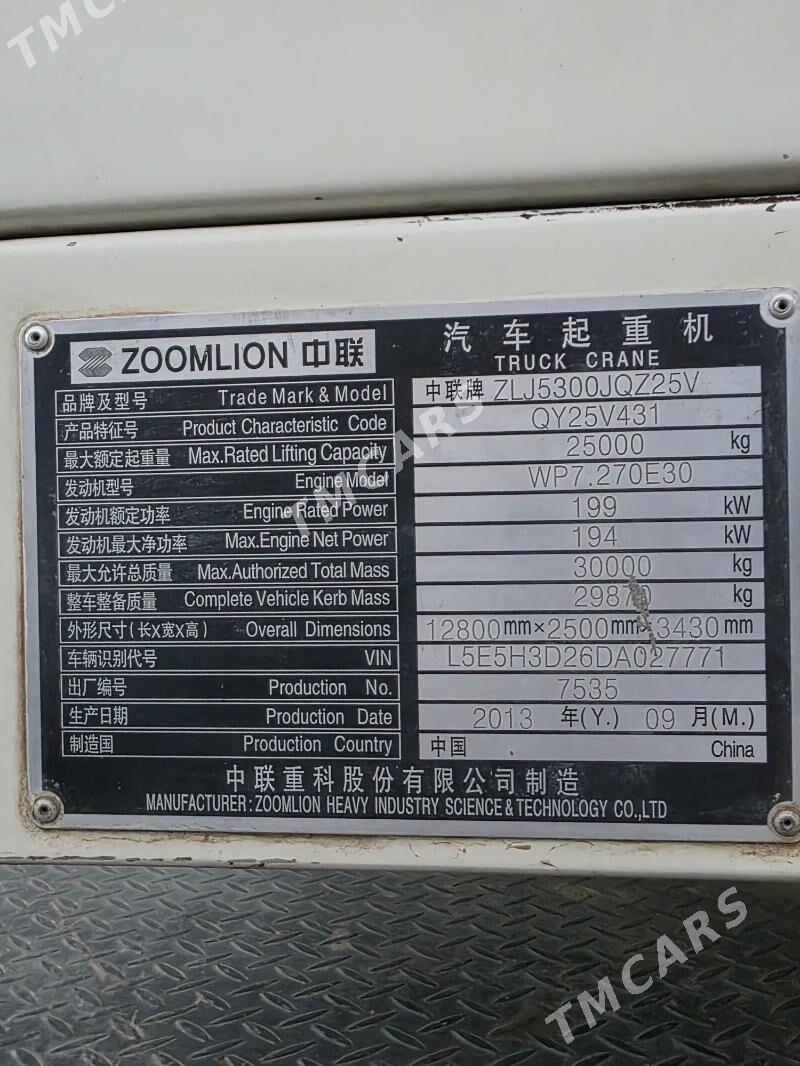 TMCARS
ZOOMLION 中联
汽车起重机
TRUCK CRANE
品牌及型号 Trade Mark & Model 中联牌 ZLJ5300JQZ25V
产品特征号 Product Characteristic Code QY25V431
最大额定起重量 Max.Rated Lifting Capacity 25000 kg
发动机型号 Engine Model WP7.270E30
发动机额定功率 Engine Rated Power 199 kW
发动机最大净功率 Max.Engine Net Power 194 kW
最大允许总质量 Max.Authorized Total Mass 30000 kg
整车整备质量 Complete Vehicle Kerb Mass 29870 kg
外形尺寸(长X宽X高) Overall Dimensions 12800mm×2500mm×3430mm
车辆识别代号 VIN L5E5H3D26DA027771
出厂编号 Production No. 7535
生产日期 Production Date 2013 年(Y.) 09 月(M.)
制造国 Production Country 中国 China
中联重科股份有限公司制造
MANUFACTURER:ZOOMLION HEAVY INDUSTRY SCIENCE&TECHNOLOGY CO.,LTD
TMCARS
TMCARS